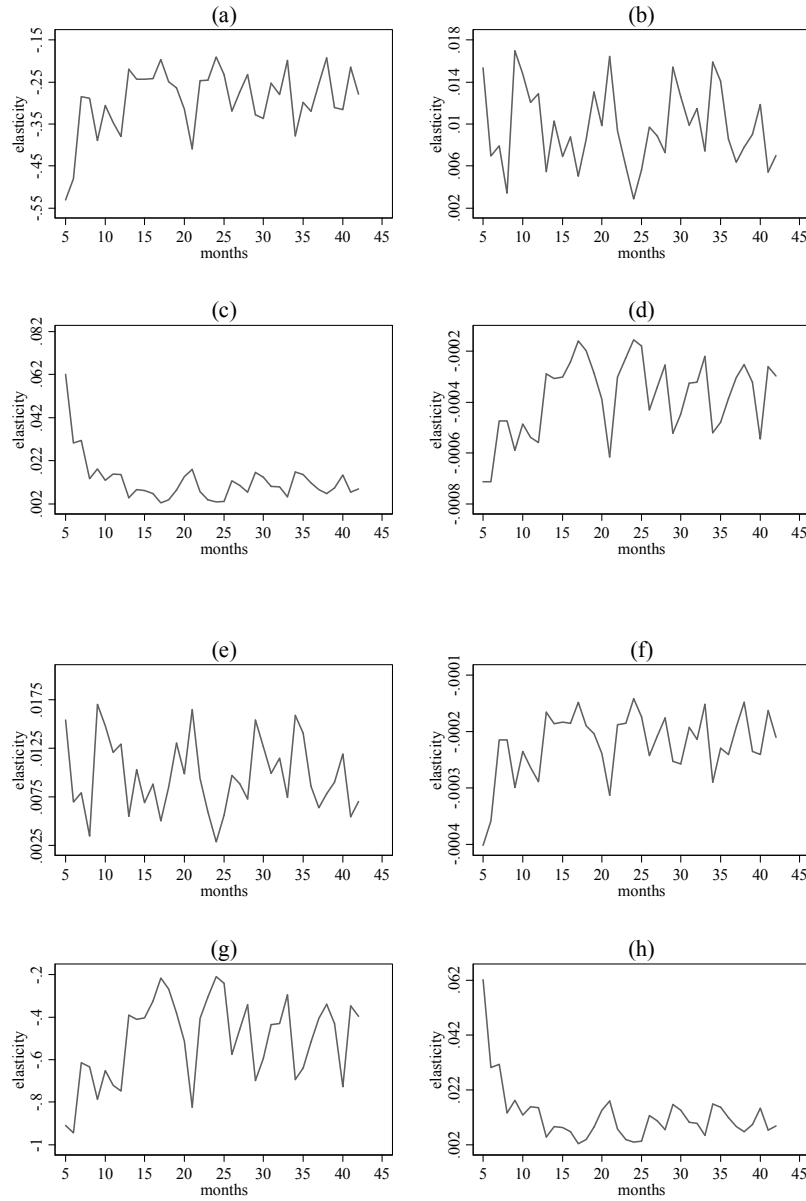 (a)
elasticity
-.15
-.25
-.35
-.45
-.55
5 10 15 20 25 30 35 40 45
months
(b)
elasticity
.018
.014
.01
.006
.002
5 10 15 20 25 30 35 40 45
months
(c)
elasticity
.082
.062
.042
.022
.002
5 10 15 20 25 30 35 40 45
months
(d)
elasticity
-.0002
-.0004
-.0006
-.0008
5 10 15 20 25 30 35 40 45
months
(e)
elasticity
.0175
.0125
.0075
.0025
5 10 15 20 25 30 35 40 45
months
(f)
elasticity
-.0001
-.0002
-.0003
-.0004
5 10 15 20 25 30 35 40 45
months
(g)
elasticity
-.2
-.4
-.6
-.8
-1
5 10 15 20 25 30 35 40 45
months
(h)
elasticity
.062
.042
.022
.002
5 10 15 20 25 30 35 40 45
months